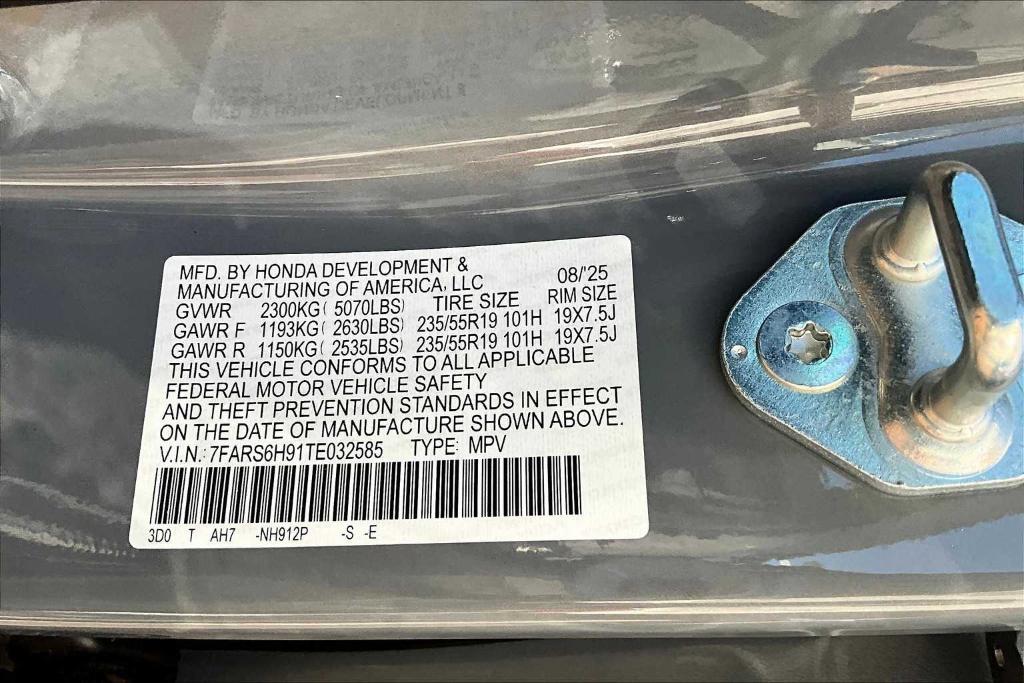 MFD. BY HONDA DEVELOPMENT &
MANUFACTURING OF AMERICA, LLC 08/'25
GVWR 2300KG( 5070LBS) TIRE SIZE RIM SIZE
GAWR F 1193KG( 2630LBS) 235/55R19 101H 19X7.5J
GAWR R 1150KG( 2535LBS) 235/55R19 101H 19X7.5J
THIS VEHICLE CONFORMS TO ALL APPLICABLE
FEDERAL MOTOR VEHICLE SAFETY
AND THEFT PREVENTION STANDARDS IN EFFECT
ON THE DATE OF MANUFACTURE SHOWN ABOVE.
V.I.N.: 7FARS6H91TE032585 TYPE: MPV
3D0 T AH7 -NH912P -S -E